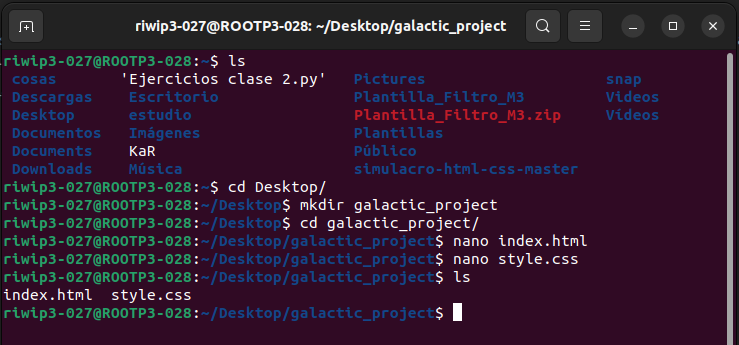 riwip3-027@ROOTP3-028: ~/Desktop/galactic_project
riwip3-027@ROOTP3-028:~$ ls
cosas 'Ejercicios clase 2.py' Pictures snap
Descargas Escritorio Plantilla_Filtro_M3 Videos
Desktop estudio Plantilla_Filtro_M3.zip Vídeos
Documentos Imágenes Plantillas
Documents KaR Público
Downloads Música simulacro-html-css-master
riwip3-027@ROOTP3-028:~$ cd Desktop/
riwip3-027@ROOTP3-028:~/Desktop$ mkdir galactic_project
riwip3-027@ROOTP3-028:~/Desktop$ cd galactic_project/
riwip3-027@ROOTP3-028:~/Desktop/galactic_project$ nano index.html
riwip3-027@ROOTP3-028:~/Desktop/galactic_project$ nano style.css
riwip3-027@ROOTP3-028:~/Desktop/galactic_project$ ls
index.html style.css
riwip3-027@ROOTP3-028:~/Desktop/galactic_project$